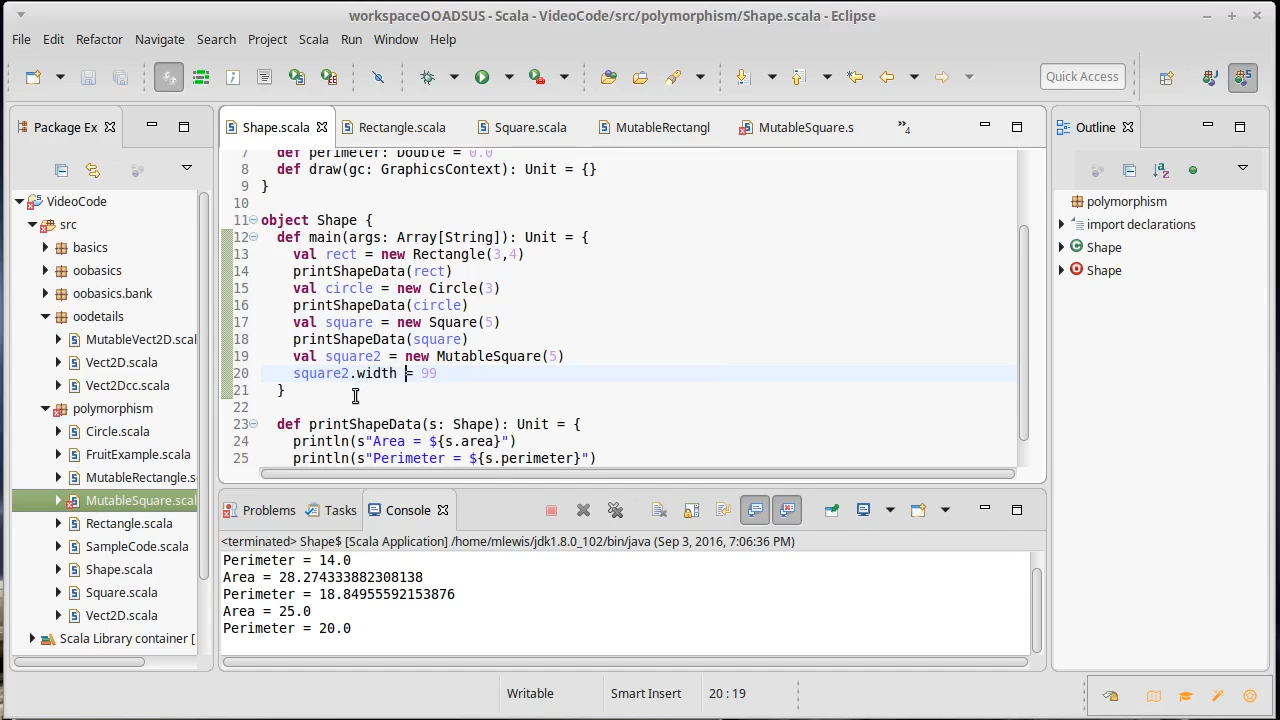 workspaceOOADSUS - Scala - VideoCode/src/polymorphism/Shape.scala - Eclipse
File Edit Refactor Navigate Search Project Scala Run Window Help
Quick Access
Package Ex
Shape.scala Rectangle.scala Square.scala MutableRectangl MutableSquare.s »4
Outline
VideoCode
src
basics
oobasics
oobasics.bank
oodetails
MutableVect2D.scal
Vect2D.scala
Vect2Dcc.scala
polymorphism
Circle.scala
FruitExample.scala
MutableRectangle.s
MutableSquare.scal
Rectangle.scala
SampleCode.scala
Shape.scala
Square.scala
Vect2D.scala
Scala Library container [
7 def perimeter: Double = 0.0
8 def draw(gc: GraphicsContext): Unit = {}
9 }
10
11 object Shape {
12 def main(args: Array[String]): Unit = {
13 val rect = new Rectangle(3,4)
14 printShapeData(rect)
15 val circle = new Circle(3)
16 printShapeData(circle)
17 val square = new Square(5)
18 printShapeData(square)
19 val square2 = new MutableSquare(5)
20 square2.width = 99
21 }
22
23 def printShapeData(s: Shape): Unit = {
24 println(s"Area = ${s.area}")
25 println(s"Perimeter = ${s.perimeter}")
polymorphism
import declarations
Shape
Shape
Problems Tasks Console
<terminated> Shape$ [Scala Application] /home/mlewis/jdk1.8.0_102/bin/java (Sep 3, 2016, 7:06:36 PM)
Perimeter = 14.0
Area = 28.274333882308138
Perimeter = 18.84955592153876
Area = 25.0
Perimeter = 20.0
Writable Smart Insert 20 : 19